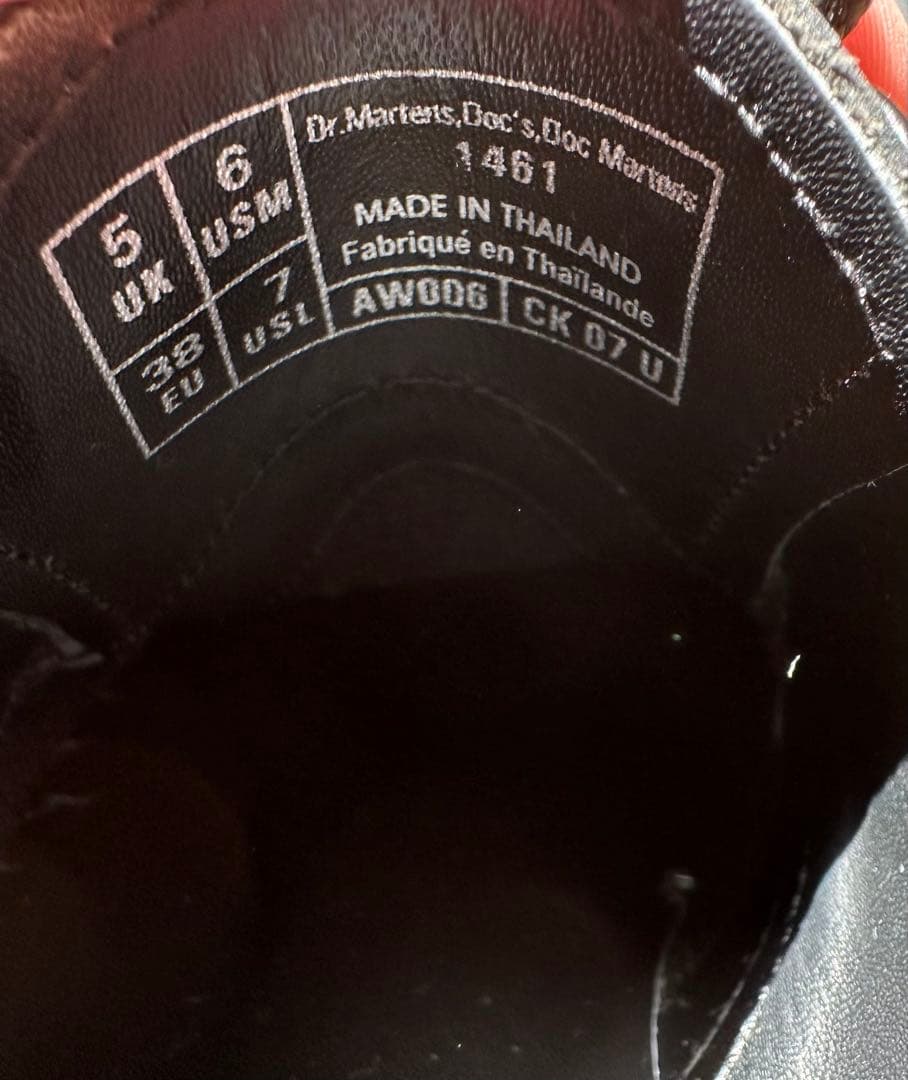 5
UK
6
USM
38
EU
7
USL
Dr.Martens,Doc's,Doc Martens
1461
MADE IN THAILAND
Fabriqué en Thaïlande
AW006
CK 07 U